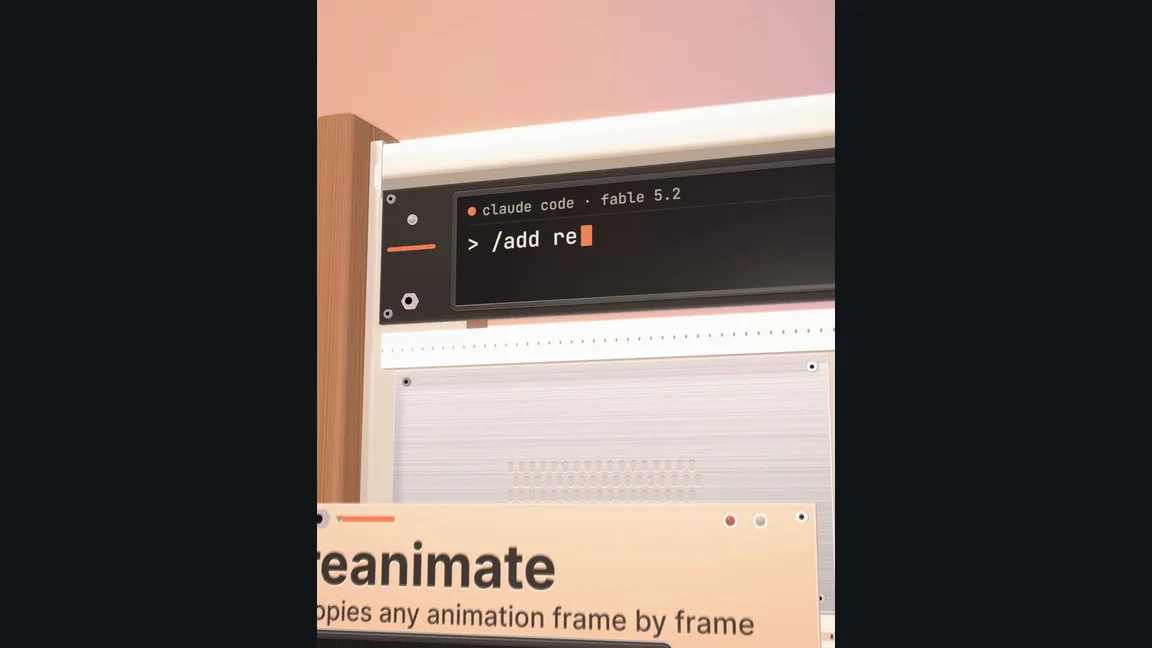 claude code · fable 5.2
> /add re
reanimate
opies any animation frame by frame